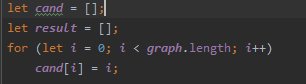 let cand = [];
let result = [];
for (let i = 0; i < graph.length; i++)
    cand[i] = i;